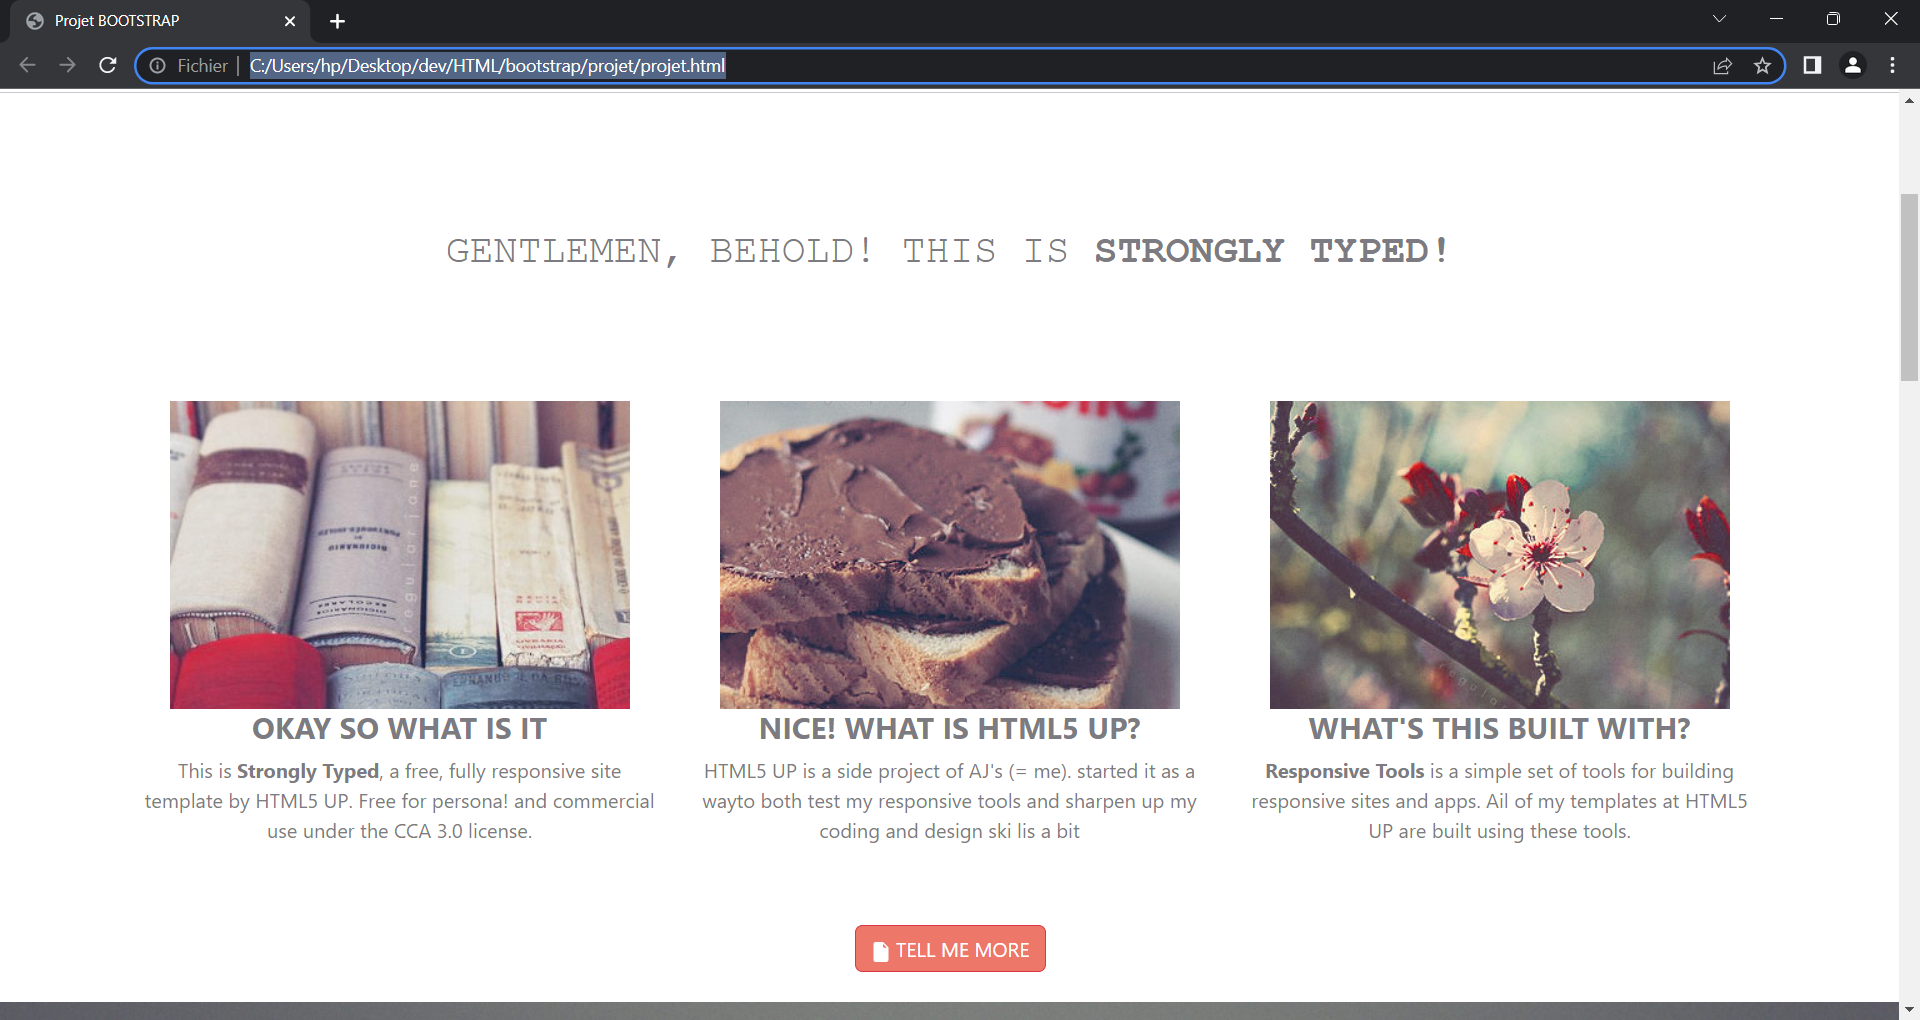 Projet BOOTSTRAP
Fichier
C:/Users/hp/Desktop/dev/HTML/bootstrap/projet/projet.html
GENTLEMEN, BEHOLD! THIS IS STRONGLY TYPED!
regularjane
OKAY SO WHAT IS IT
This is Strongly Typed, a free, fully responsive site
template by HTML5 UP. Free for persona! and commercial
use under the CCA 3.0 license.
NICE! WHAT IS HTML5 UP?
HTML5 UP is a side project of AJ's (= me). started it as a
wayto both test my responsive tools and sharpen up my
coding and design ski lis a bit
WHAT'S THIS BUILT WITH?
Responsive Tools is a simple set of tools for building
responsive sites and apps. Ail of my templates at HTML5
UP are built using these tools.
TELL ME MORE